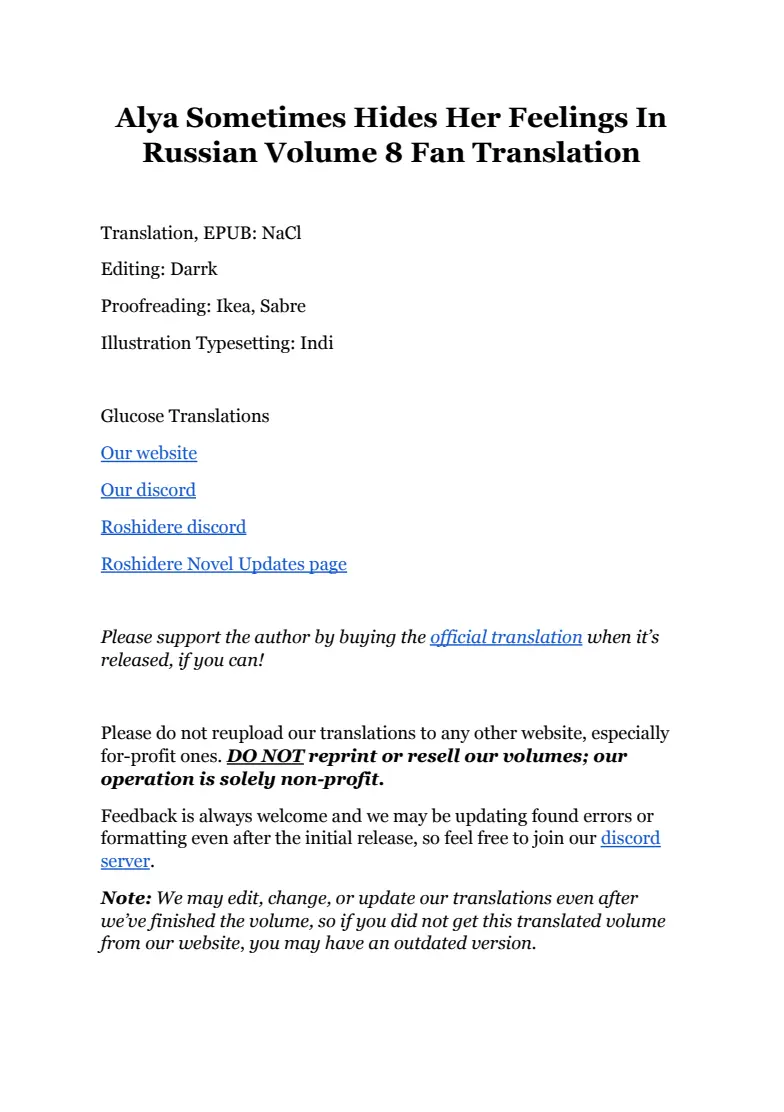 Alya Sometimes Hides Her Feelings In
Russian Volume 8 Fan Translation
Translation, EPUB: NaCl
Editing: Darrk
Proofreading: Ikea, Sabre
Illustration Typesetting: Indi
Glucose Translations
Our website
Our discord
Roshidere discord
Roshidere Novel Updates page
Please support the author by buying the official translation when it’s
released, if you can!
Please do not reupload our translations to any other website, especially
for-profit ones. DO NOT reprint or resell our volumes; our
operation is solely non-profit.
Feedback is always welcome and we may be updating found errors or
formatting even after the initial release, so feel free to join our discord
server.
Note: We may edit, change, or update our translations even after
we’ve finished the volume, so if you did not get this translated volume
from our website, you may have an outdated version.